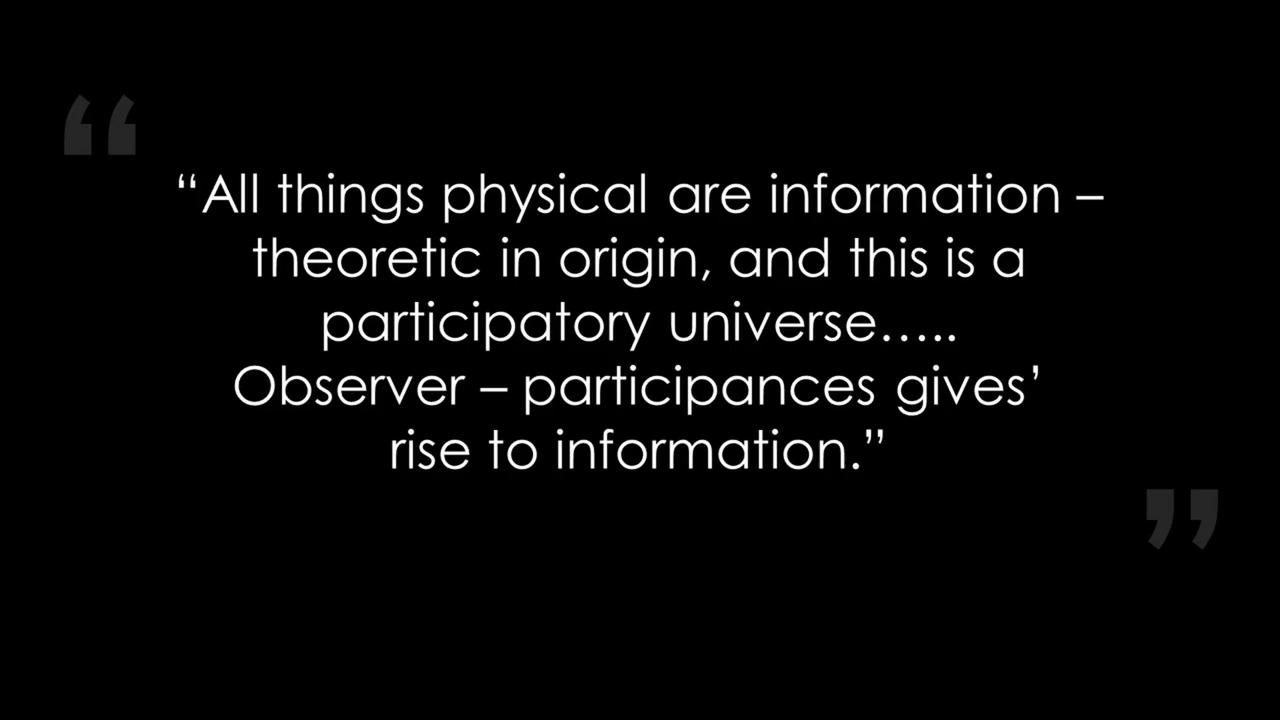 “All things physical are information –
theoretic in origin, and this is a
participatory universe…..
Observer – participances gives’
rise to information.”